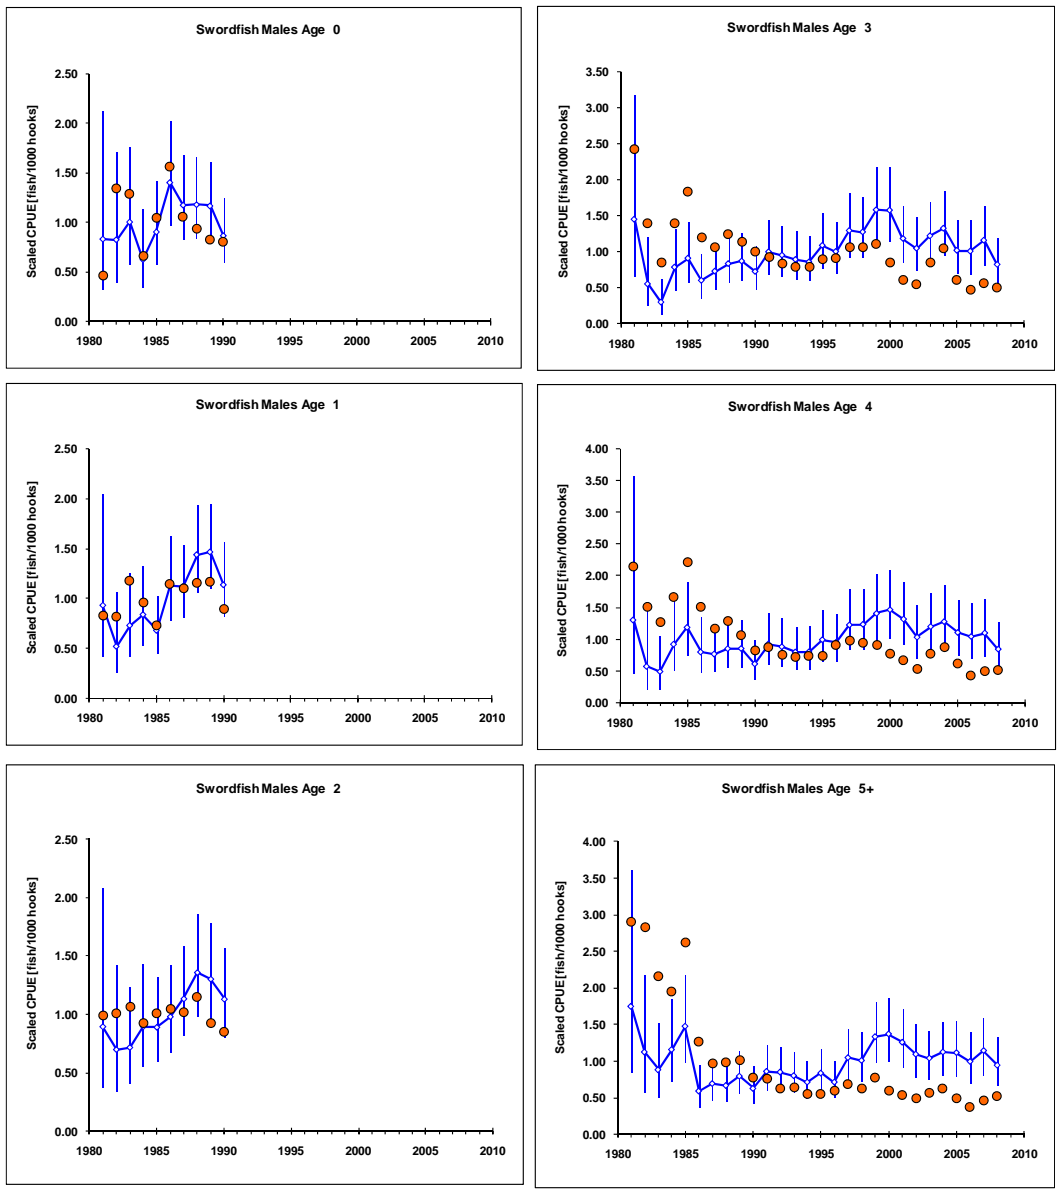 Swordfish Males Age 0
Scaled CPUE [fish/1000 hooks]
2.50
2.00
1.50
1.00
0.50
0.00
1980 1985 1990 1995 2000 2005 2010
Swordfish Males Age 3
Scaled CPUE [fish/1000 hooks]
3.50
3.00
2.50
2.00
1.50
1.00
0.50
0.00
1980 1985 1990 1995 2000 2005 2010
Swordfish Males Age 1
Scaled CPUE [fish/1000 hooks]
2.50
2.00
1.50
1.00
0.50
0.00
1980 1985 1990 1995 2000 2005 2010
Swordfish Males Age 4
Scaled CPUE [fish/1000 hooks]
4.00
3.50
3.00
2.50
2.00
1.50
1.00
0.50
0.00
1980 1985 1990 1995 2000 2005 2010
Swordfish Males Age 2
Scaled CPUE [fish/1000 hooks]
2.50
2.00
1.50
1.00
0.50
0.00
1980 1985 1990 1995 2000 2005 2010
Swordfish Males Age 5+
Scaled CPUE [fish/1000 hooks]
4.00
3.50
3.00
2.50
2.00
1.50
1.00
0.50
0.00
1980 1985 1990 1995 2000 2005 2010